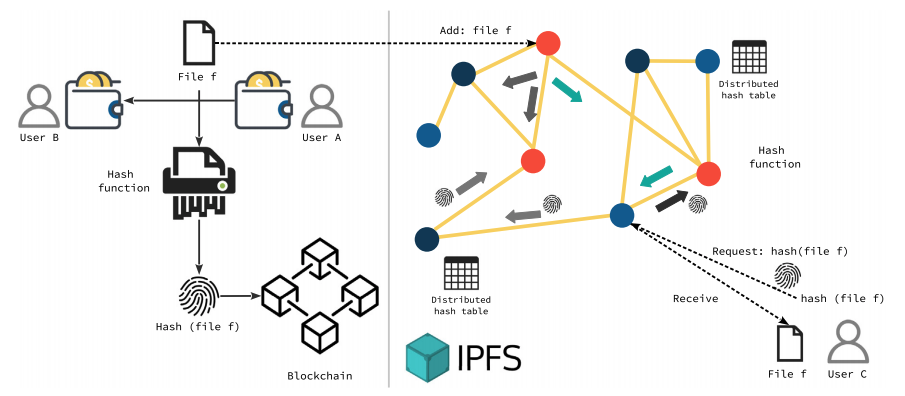 File f
User B
User A
Hash
function
Hash (file f)
Blockchain
Add: file f
Distributed
hash table
Hash
function
Distributed
hash table
Request: hash(file f)
hash (file f)
Receive
File f
User C
IPFS